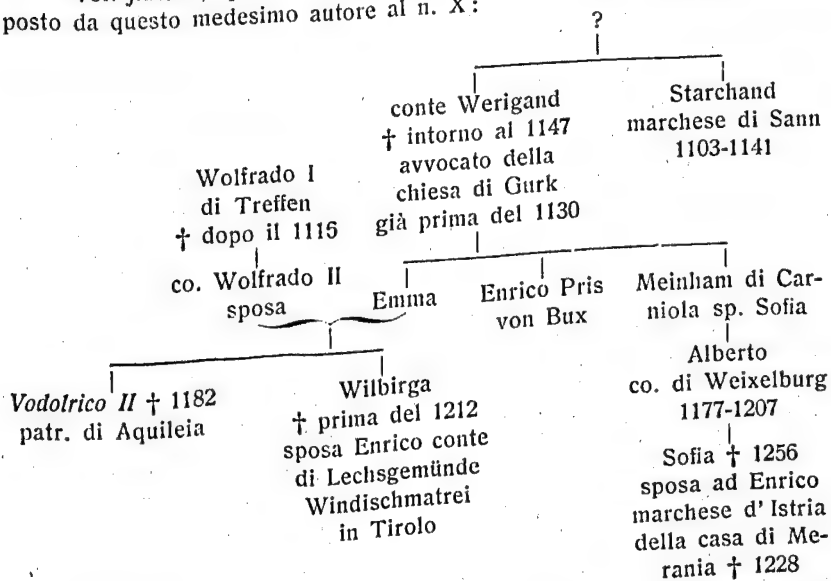 posto da questo medesimo autore al n. X:
?
conte Werigand
† intorno al 1147
avvocato della
chiesa di Gurk
già prima del 1130
Starchand
marchese di Sann
1103-1141
Wolfrado I
di Treffen
† dopo il 1115
co. Wolfrado II
sposa
Emma
Enrico Pris
von Bux
Meinham di Car-
niola sp. Sofia
Vodolrico II † 1182
patr. di Aquileia
Wilbirga
† prima del 1212
sposa Enrico conte
di Lechsgemünde
Windischmatrei
in Tirolo
Alberto
co. di Weixelburg
1177-1207
Sofia † 1256
sposa ad Enrico
marchese d' Istria
della casa di Me-
rania † 1228